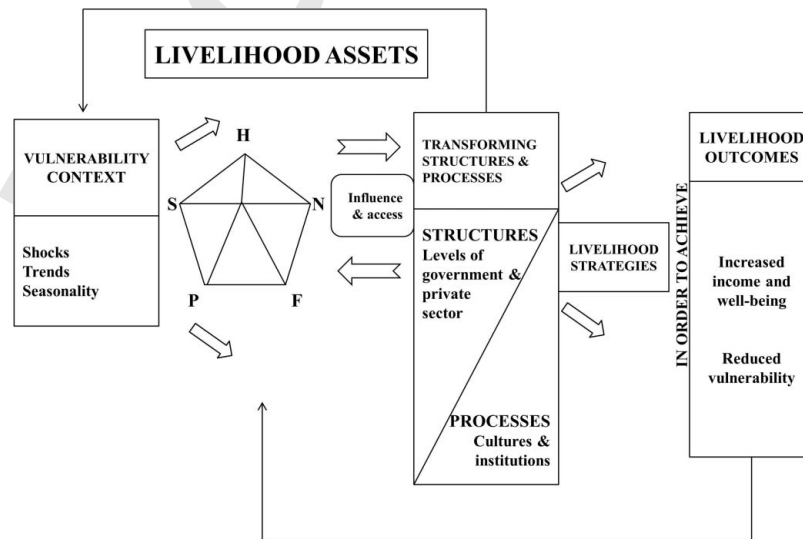 LIVELIHOOD ASSETS
VULNERABILITY
CONTEXT
Shocks
Trends
Seasonality
H
S
N
P
F
Influence
& access
TRANSFORMING
STRUCTURES &
PROCESSES
STRUCTURES
Levels of
government &
private
sector
PROCESSES
Cultures &
institutions
LIVELIHOOD
STRATEGIES
IN ORDER TO ACHIEVE
LIVELIHOOD
OUTCOMES
Increased
income and
well-being
Reduced
vulnerability